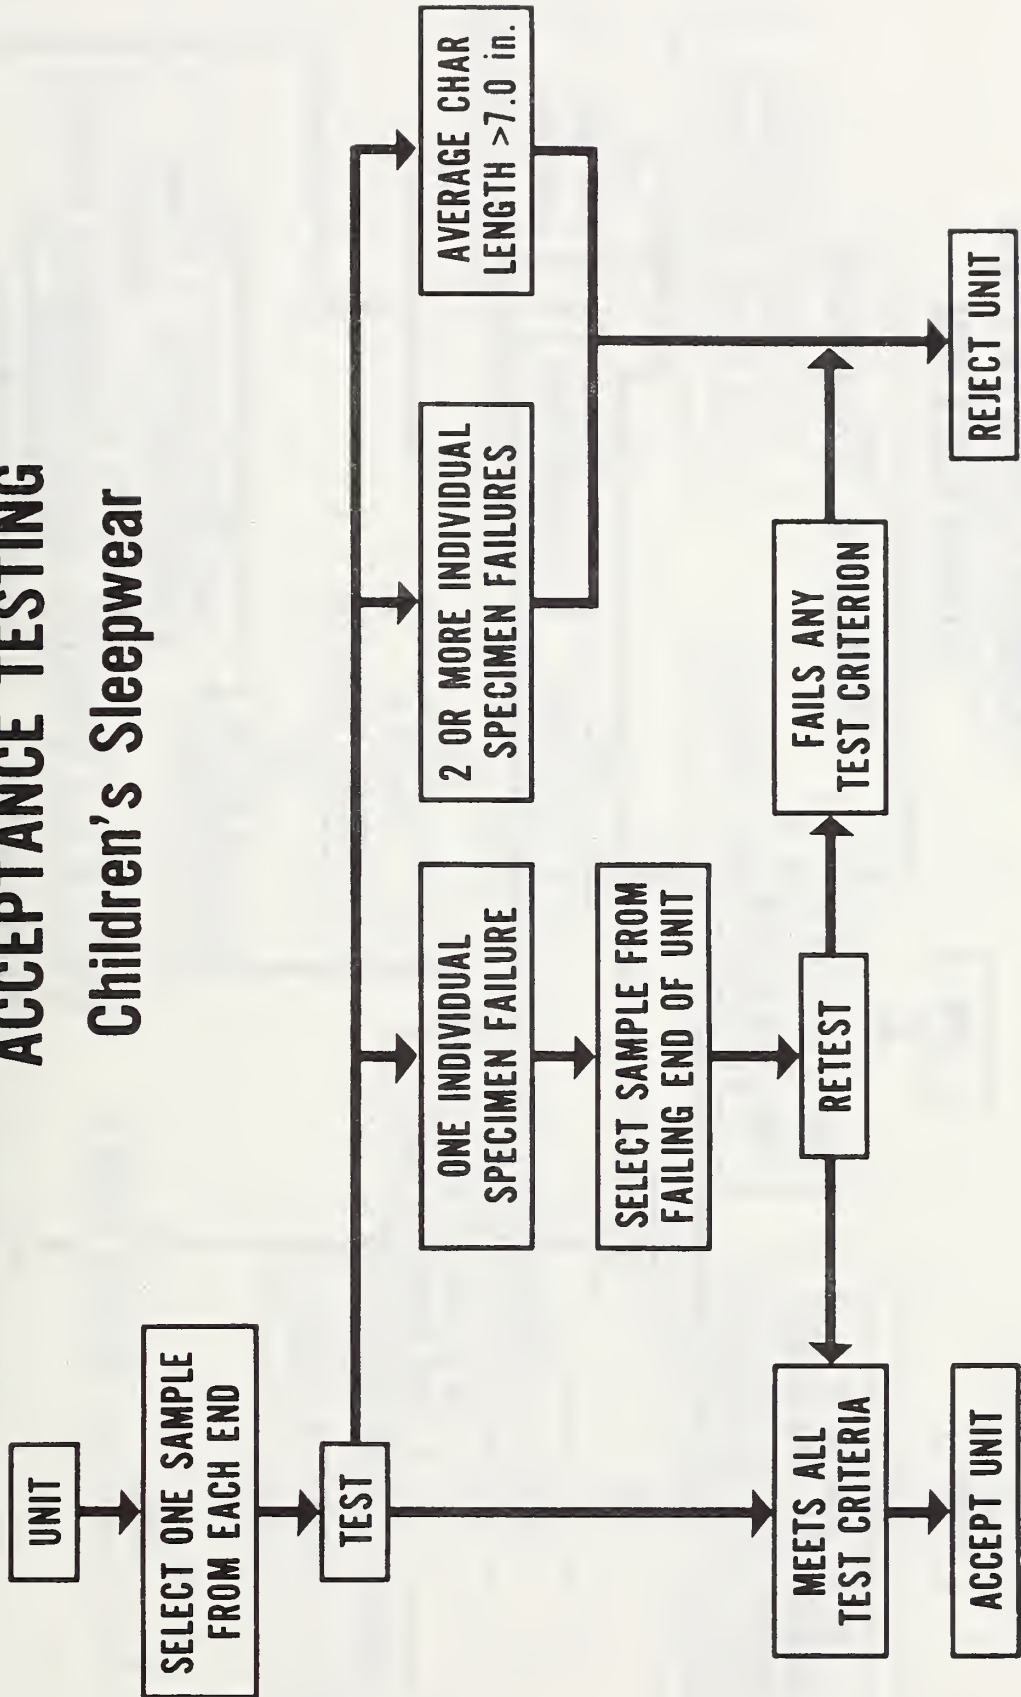 ACCEPTANCE TESTING
Children's Sleepwear
UNIT
SELECT ONE SAMPLE
FROM EACH END
TEST
ONE INDIVIDUAL
SPECIMEN FAILURE
2 OR MORE INDIVIDUAL
SPECIMEN FAILURES
AVERAGE CHAR
LENGTH >7.0 in.
SELECT SAMPLE FROM
FAILING END OF UNIT
RETEST
MEETS ALL
TEST CRITERIA
FAILS ANY
TEST CRITERION
ACCEPT UNIT
REJECT UNIT